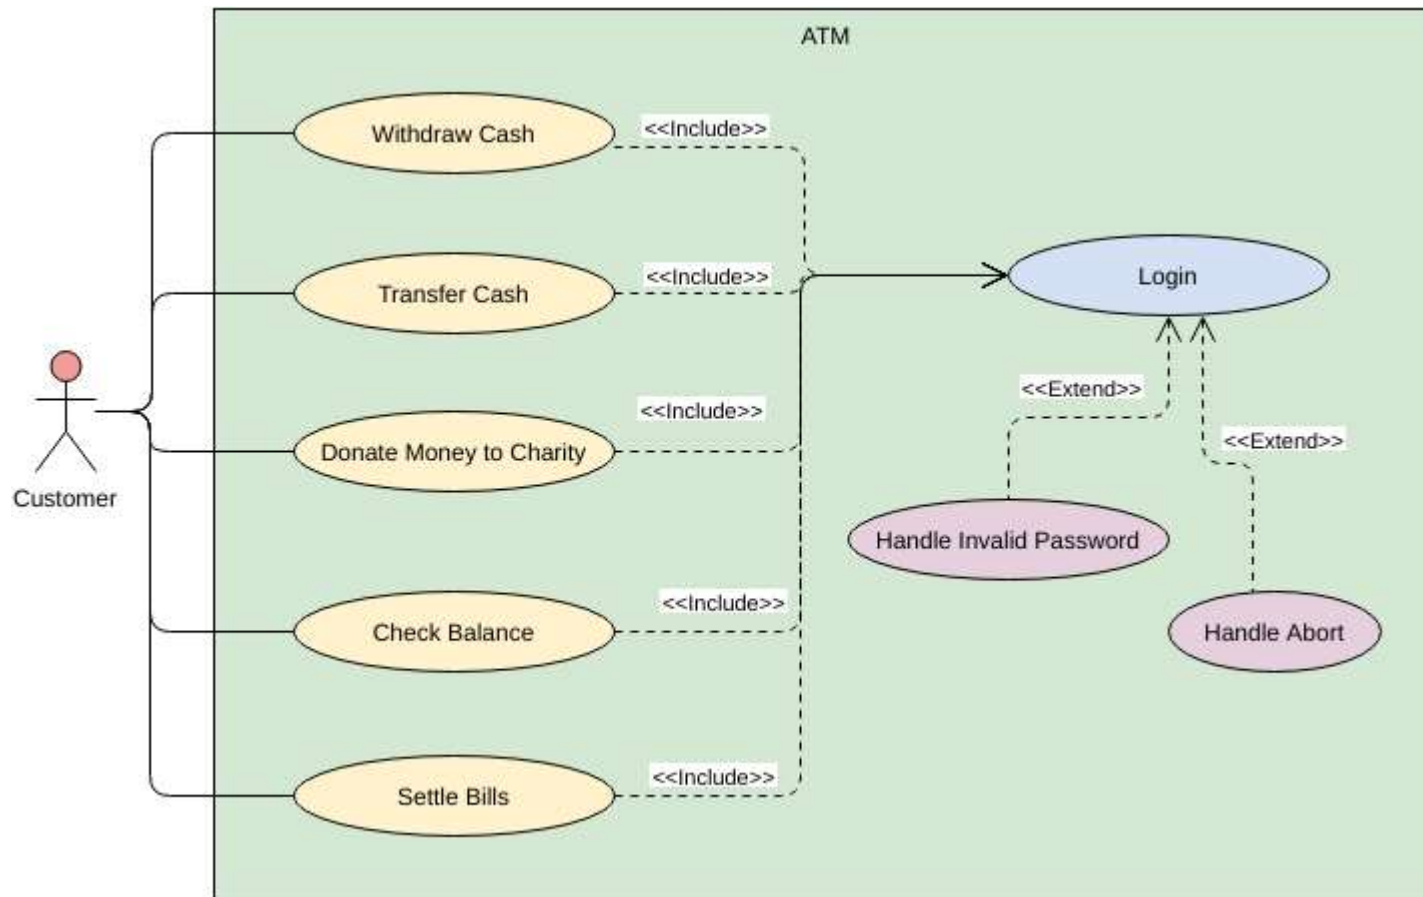 ATM
Withdraw Cash
<<Include>>
Transfer Cash
<<Include>>
Login
<<Extend>>
Donate Money to Charity
<<Include>>
<<Extend>>
Customer
Handle Invalid Password
Check Balance
<<Include>>
Handle Abort
Settle Bills
<<Include>>